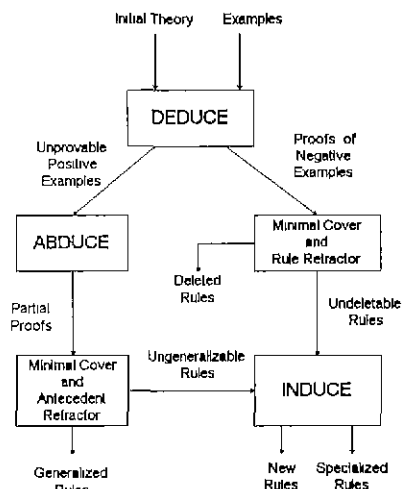 Initial Theory
Examples
DEDUCE
Unprovable
Positive
Examples
Proofs of
Negative
Examples
ABDUCE
Minimal Cover
and
Rule Retractor
Deleted
Rules
Partial
Proofs
Undeletable
Rules
Minimal Cover
and
Antecedent
Retractor
Ungeneralizable
Rules
INDUCE
Generalized
Rules
New
Rules
Specialized
Rules